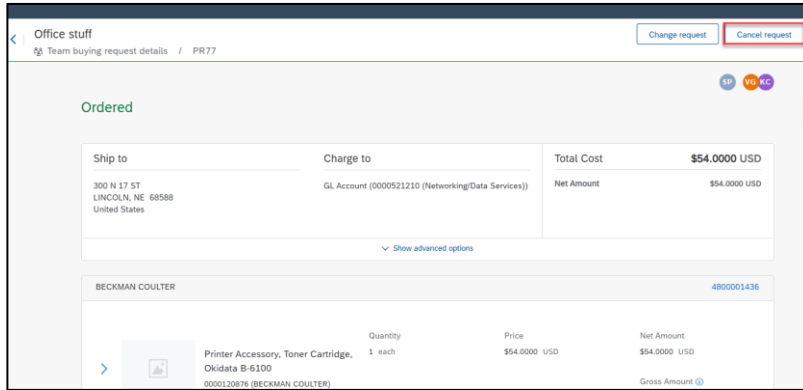 Office stuff
Change request
Cancel request
Team buying request details / PR77
SP VG KC
Ordered
Ship to
Charge to
Total Cost $54.0000 USD
300 N 17 ST
LINCOLN, NE 68588
United States
GL Account (0000521210 (Networking/Data Services))
Net Amount $54.0000 USD
Show advanced options
BECKMAN COULTER 4800001436
Quantity Price Net Amount
Printer Accessory, Toner Cartridge, 1 each $54.0000 USD $54.0000 USD
Okidata B-6100
0000120876 (BECKMAN COULTER) Gross Amount